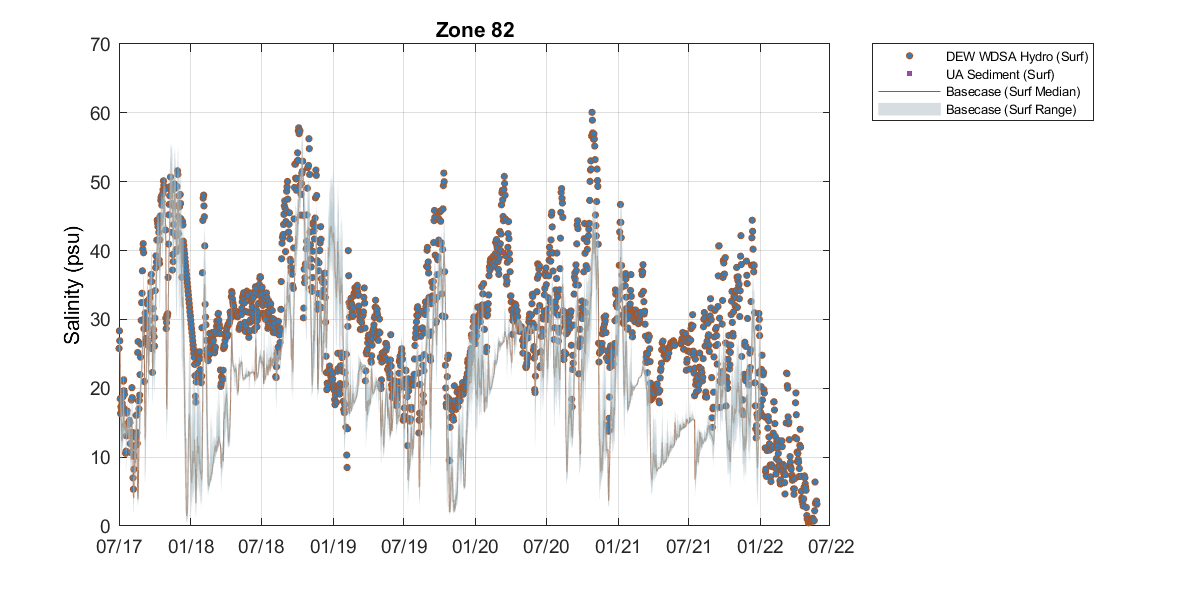 Zone 82
70
60
50
40
30
20
10
0
Salinity (psu)
07/17 01/18 07/18 01/19 07/19 01/20 07/20 01/21 07/21 01/22 07/22
DEW WDSA Hydro (Surf)
UA Sediment (Surf)
Basecase (Surf Median)
Basecase (Surf Range)